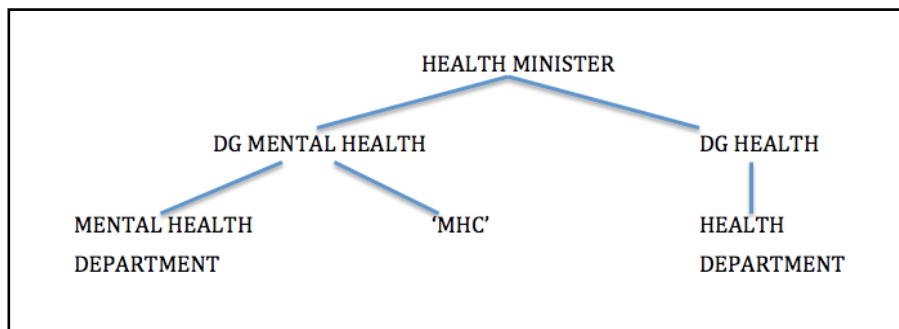 HEALTH MINISTER
DG MENTAL HEALTH
DG HEALTH
MENTAL HEALTH
DEPARTMENT
‘MHC’
HEALTH
DEPARTMENT